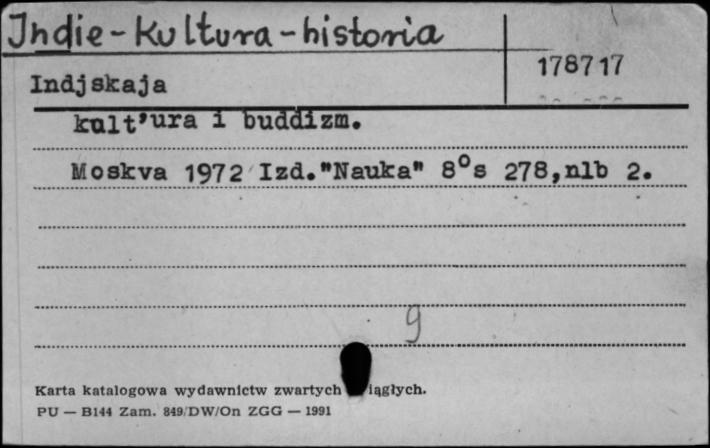 Indie - kultura - historia
178717
Indjskaja
kult'ura i buddizm.
Moskva 1972 Izd."Nauka" 8°s 278,nlb 2.
9
Karta katalogowa wydawnictw zwartych iągłych.
PU — B144 Zam. 849/DW/On ZGG — 1991